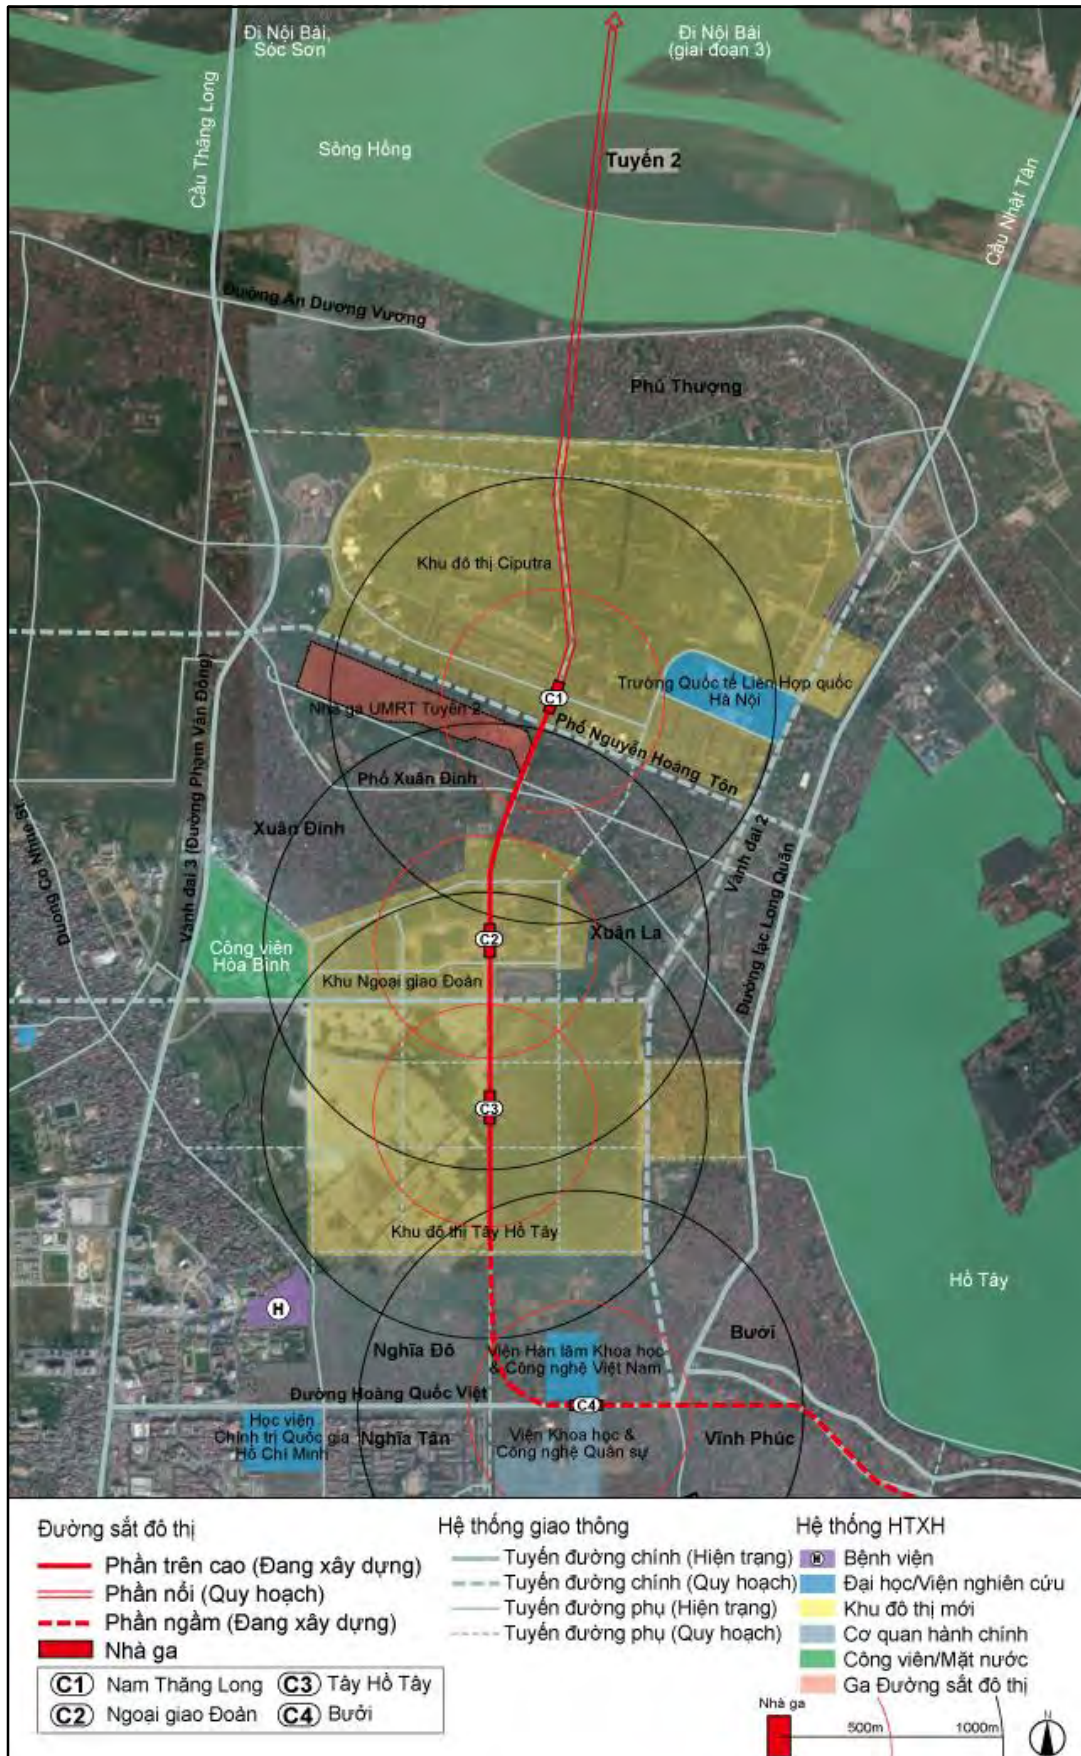 Đi Nội Bài,
Sóc Sơn
Đi Nội Bài
(giai đoạn 3)
Cầu Thăng Long
Sông Hồng
Tuyến 2
Cầu Nhật Tân
Đường An Dương Vương
Phú Thượng
Khu đô thị Ciputra
Trường Quốc tế Liên Hợp quốc
Hà Nội
C1
Nhà ga UMRT Tuyến 2
Phố Nguyễn Hoàng Tôn
Phố Xuân Đỉnh
Vành đai 3 (Đường Phạm Văn Đồng)
Duong Co Nhue St
Xuân Đỉnh
Vành đai 2
Đường lạc Long Quân
C2
Xuân La
Công viên
Hòa Bình
Khu Ngoại giao Đoàn
C3
Khu đô thị Tây Hồ Tây
Hồ Tây
H
Bưởi
Nghĩa Đô
Viện Hàn lâm Khoa học
& Công nghệ Việt Nam
Đường Hoàng Quốc Việt
C4
Học viện
Chính trị Quốc gia
Hồ Chí Minh
Nghĩa Tân
Viện Khoa học &
Công nghệ Quân sự
Vĩnh Phúc
Đường sắt đô thị
Phần trên cao (Đang xây dựng)
Phần nổi (Quy hoạch)
Phần ngầm (Đang xây dựng)
Nhà ga
C1 Nam Thăng Long C3 Tây Hồ Tây
C2 Ngoại giao Đoàn C4 Bưởi
Hệ thống giao thông
Tuyến đường chính (Hiện trạng)
Tuyến đường chính (Quy hoạch)
Tuyến đường phụ (Hiện trạng)
Tuyến đường phụ (Quy hoạch)
Hệ thống HTXH
H Bệnh viện
Đại học/Viện nghiên cứu
Khu đô thị mới
Cơ quan hành chính
Công viên/Mặt nước
Ga Đường sắt đô thị
Nhà ga
500m
1000m
N